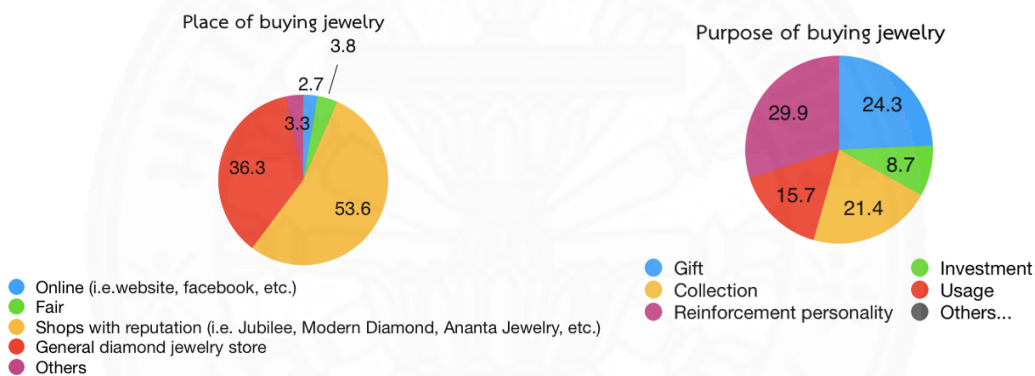 Place of buying jewelry
3.8
2.7
3.3
36.3
53.6
Online (i.e.website, facebook, etc.)
Fair
Shops with reputation (i.e. Jubilee, Modern Diamond, Ananta Jewelry, etc.)
General diamond jewelry store
Others
Purpose of buying jewelry
24.3
29.9
8.7
15.7
21.4
Gift
Collection
Reinforcement personality
Investment
Usage
Others...